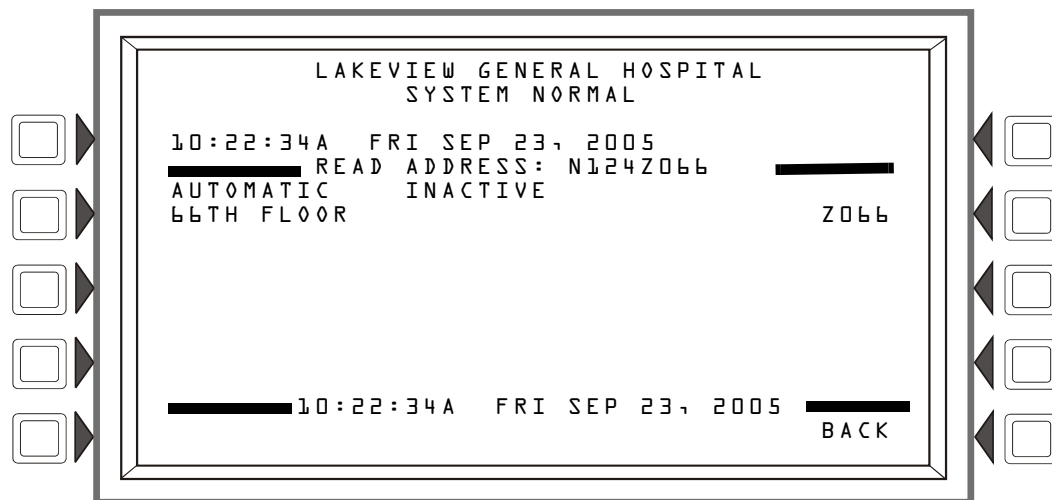 LAKEVIEW GENERAL HOSPITAL
SYSTEM NORMAL
10:22:34A FRI SEP 23, 2005
READ ADDRESS: N124Z066
AUTOMATIC INACTIVE
66TH FLOOR Z066
10:22:34A FRI SEP 23, 2005
BACK